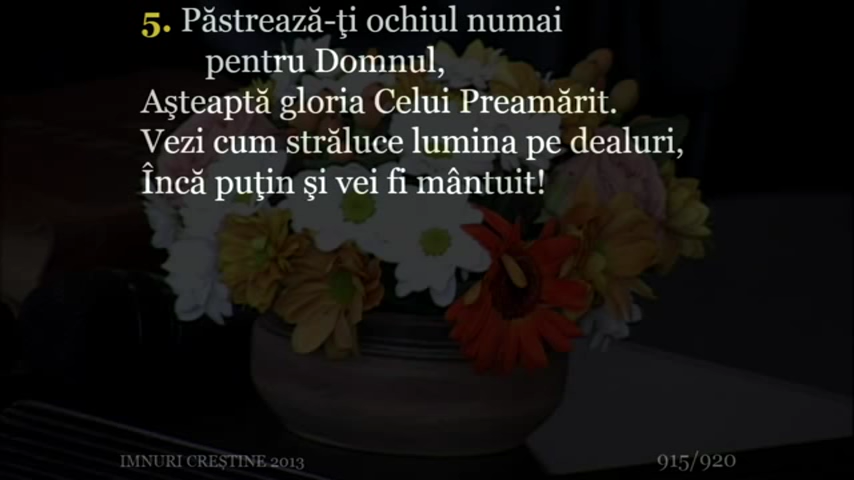 5. Păstrează-ţi ochiul numai
pentru Domnul,
Aşteaptă gloria Celui Preamărit.
Vezi cum străluce lumina pe dealuri,
Încă puţin şi vei fi mântuit!
IMNURI CREŞTINE 2013
915/920